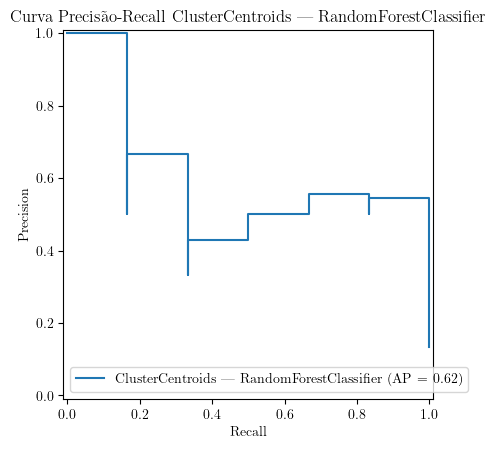 Curva Precisão-Recall ClusterCentroids — RandomForestClassifier
1.0
0.8
0.6
0.4
0.2
0.0
Precision
ClusterCentroids — RandomForestClassifier (AP = 0.62)
0.0 0.2 0.4 0.6 0.8 1.0
Recall